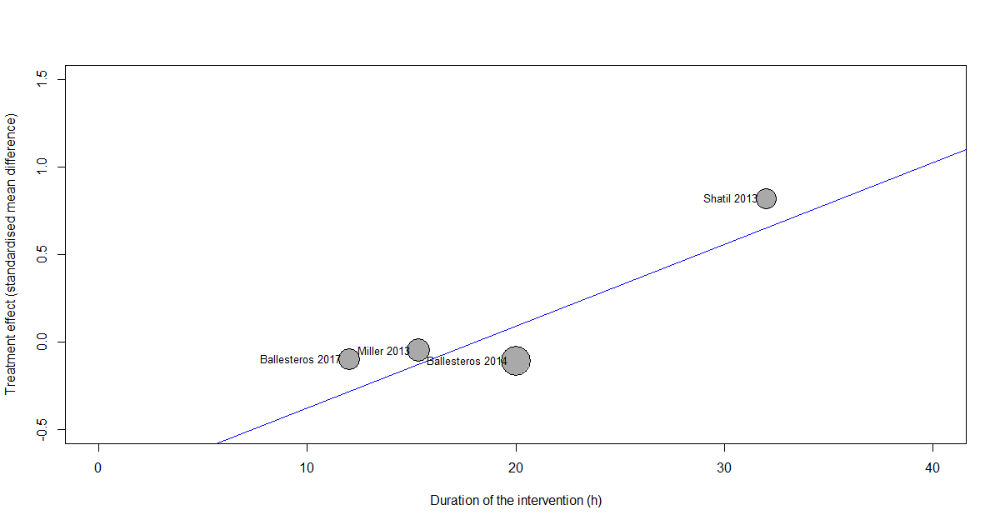 Treatment effect (standardised mean difference)
1.5
1.0
0.5
0.0
-0.5
Shatil 2013
Miller 2013
Ballesteros 2017
Ballesteros 2014
0 10 20 30 40
Duration of the intervention (h)